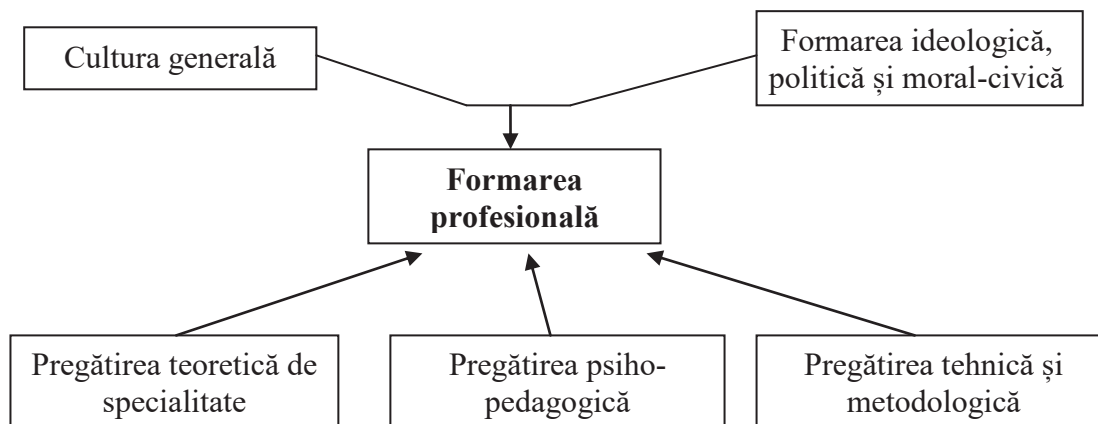 Cultura generală
Formarea ideologică,
politică și moral-civică
Formarea
profesională
Pregătirea teoretică de
specialitate
Pregătirea psiho-
pedagogică
Pregătirea tehnică și
metodologică